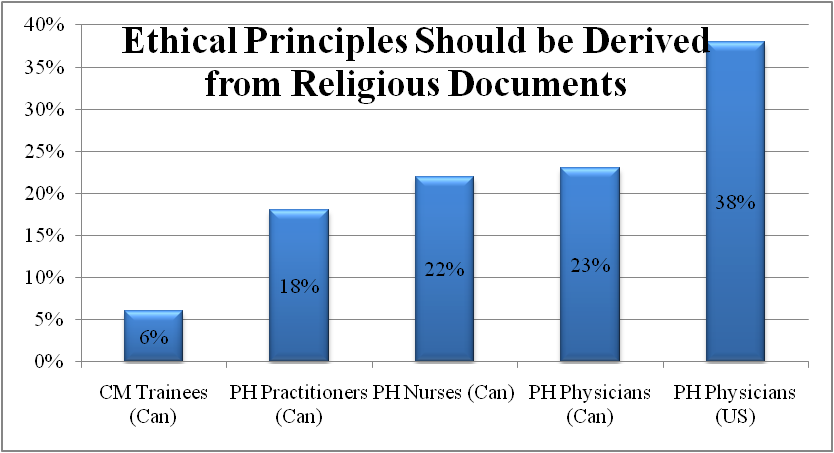 Ethical Principles Should be Derived
from Religious Documents
40%
35%
30%
25%
20%
15%
10%
5%
0%
6%
18%
22%
23%
38%
CM Trainees
(Can)
PH Practitioners
(Can)
PH Nurses (Can)
PH Physicians
(Can)
PH Physicians
(US)